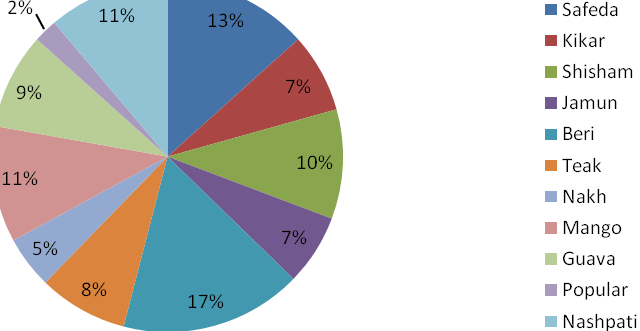 2%
11%
13%
7%
10%
7%
17%
8%
5%
11%
9%
Safeda
Kikar
Shisham
Jamun
Beri
Teak
Nakh
Mango
Guava
Popular
Nashpati